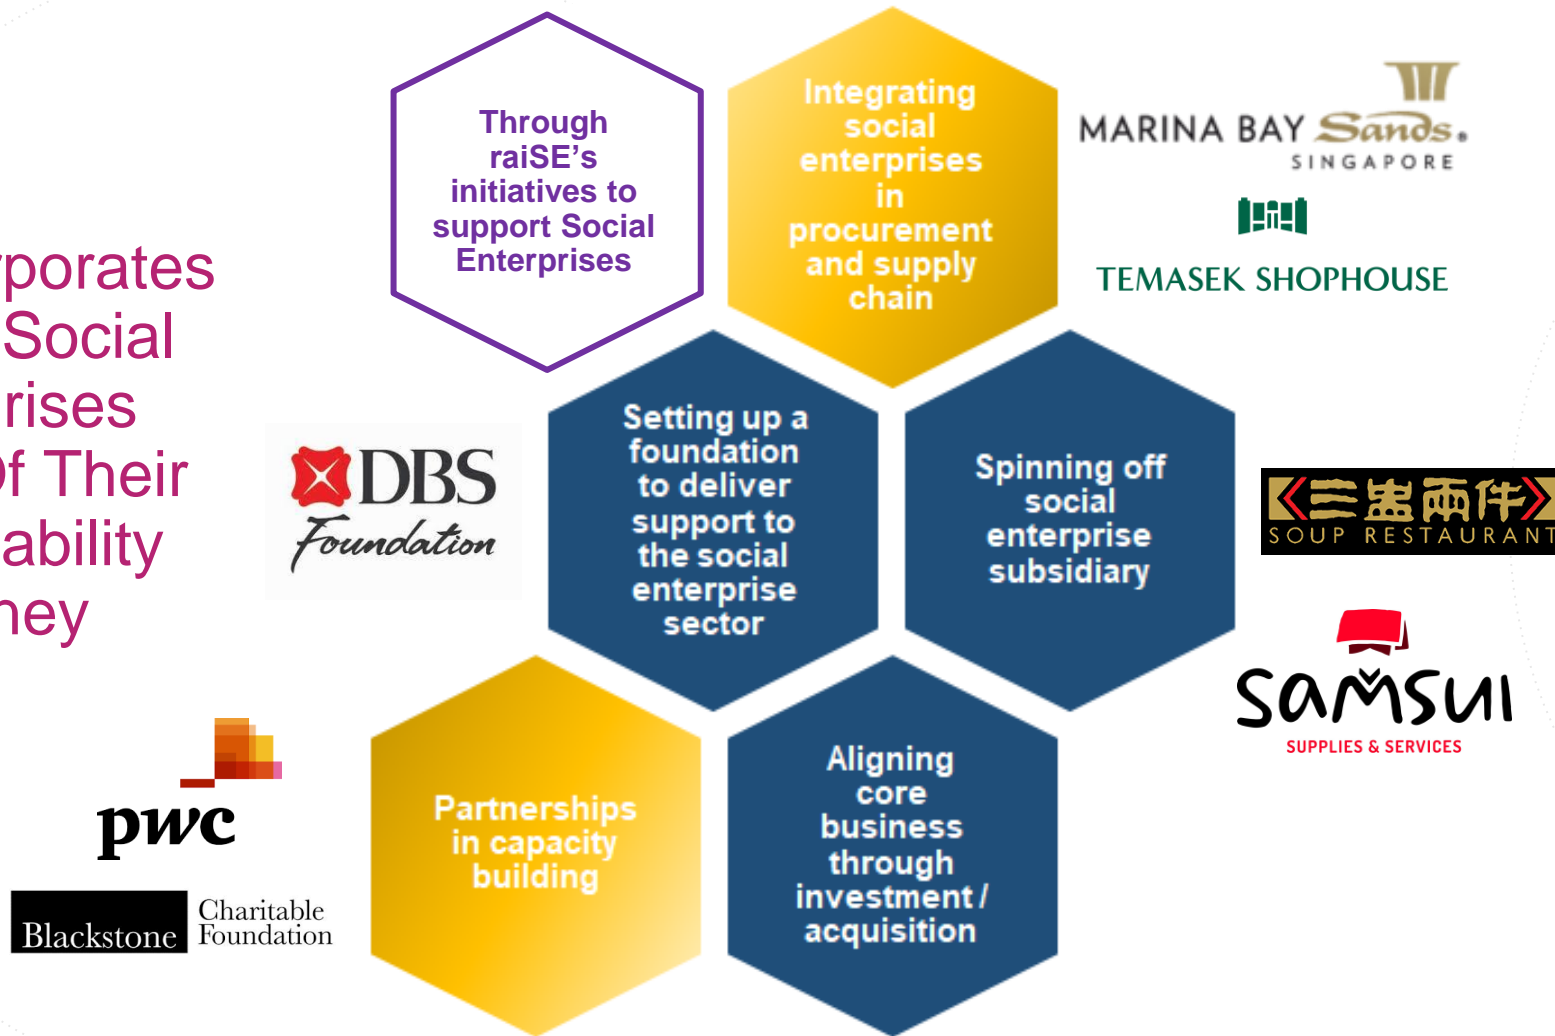 rporates
Social
rises
Of Their
ability
ney
Through
raiSE's
initiatives to
support Social
Enterprises
Integrating
social
enterprises
in
procurement
and supply
chain
MARINA BAY Sands®
SINGAPORE
TEMASEK SHOPHOUSE
DBS
Foundation
Setting up a
foundation
to deliver
support to
the social
enterprise
sector
Spinning off
social
enterprise
subsidiary
三盅兩件
SOUP RESTAURANT
SAMSUI
SUPPLIES & SERVICES
pwc
Blackstone
Charitable
Foundation
Partnerships
in capacity
building
Aligning
core
business
through
investment /
acquisition